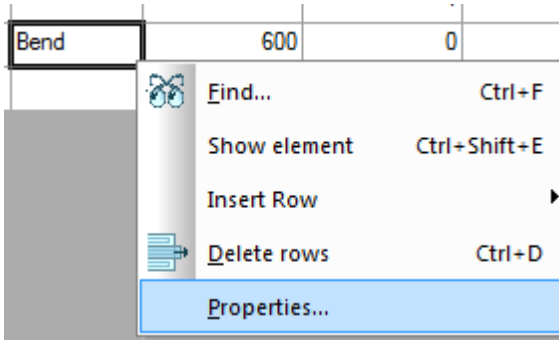 Bend 600 0
Find... Ctrl+F
Show element Ctrl+Shift+E
Insert Row
Delete rows Ctrl+D
Properties...